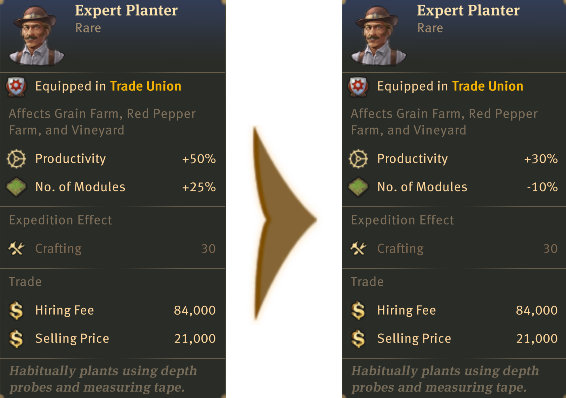 Expert Planter
Rare
Equipped in Trade Union
Affects Grain Farm, Red Pepper
Farm, and Vineyard
Productivity +50%
No. of Modules +25%
Expedition Effect
Crafting 30
Trade
Hiring Fee 84,000
Selling Price 21,000
Habitually plants using depth
probes and measuring tape.
Expert Planter
Rare
Equipped in Trade Union
Affects Grain Farm, Red Pepper
Farm, and Vineyard
Productivity +30%
No. of Modules -10%
Expedition Effect
Crafting 30
Trade
Hiring Fee 84,000
Selling Price 21,000
Habitually plants using depth
probes and measuring tape.